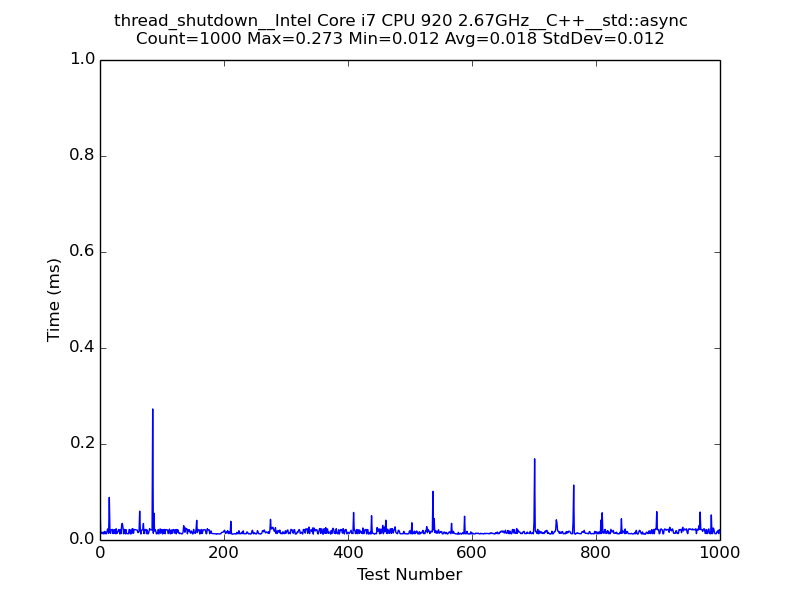 thread_shutdown__Intel Core i7 CPU 920 2.67GHz__C++__std::async
Count=1000 Max=0.273 Min=0.012 Avg=0.018 StdDev=0.012
1.0
0.8
0.6
0.4
0.2
0.0
Time (ms)
0 200 400 600 800 1000
Test Number